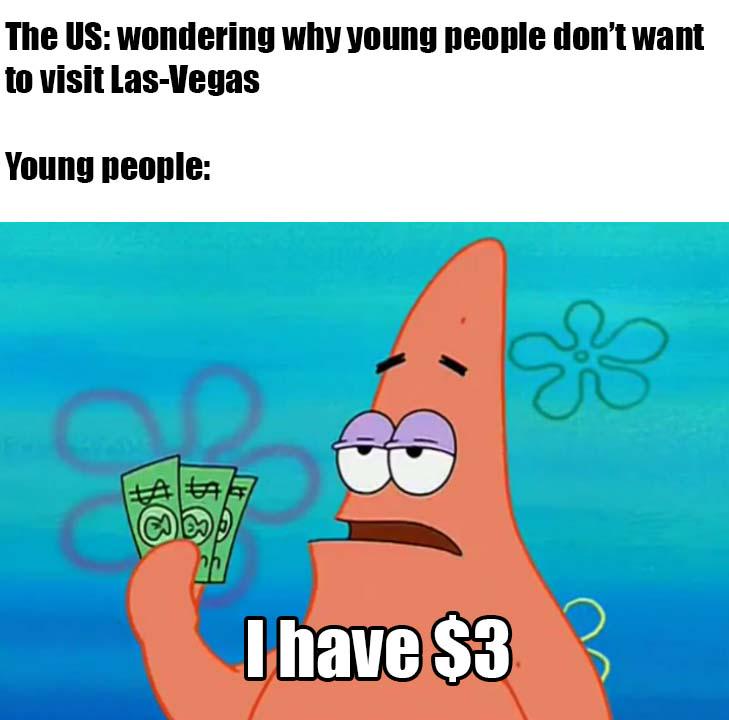 The US: wondering why young people don’t want
to visit Las-Vegas
Young people:
I have $3